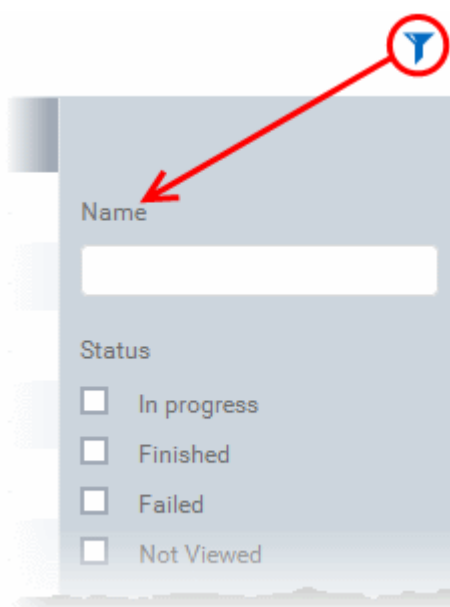 Name
Status
In progress
Finished
Failed
Not Viewed